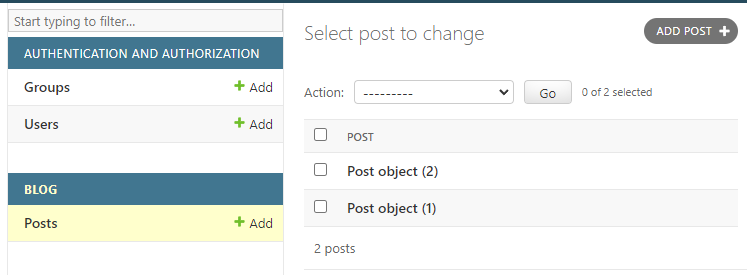 Start typing to filter...
AUTHENTICATION AND AUTHORIZATION
Groups + Add
Users + Add
BLOG
Posts + Add
Select post to change
ADD POST +
Action: --------- Go 0 of 2 selected
POST
Post object (2)
Post object (1)
2 posts